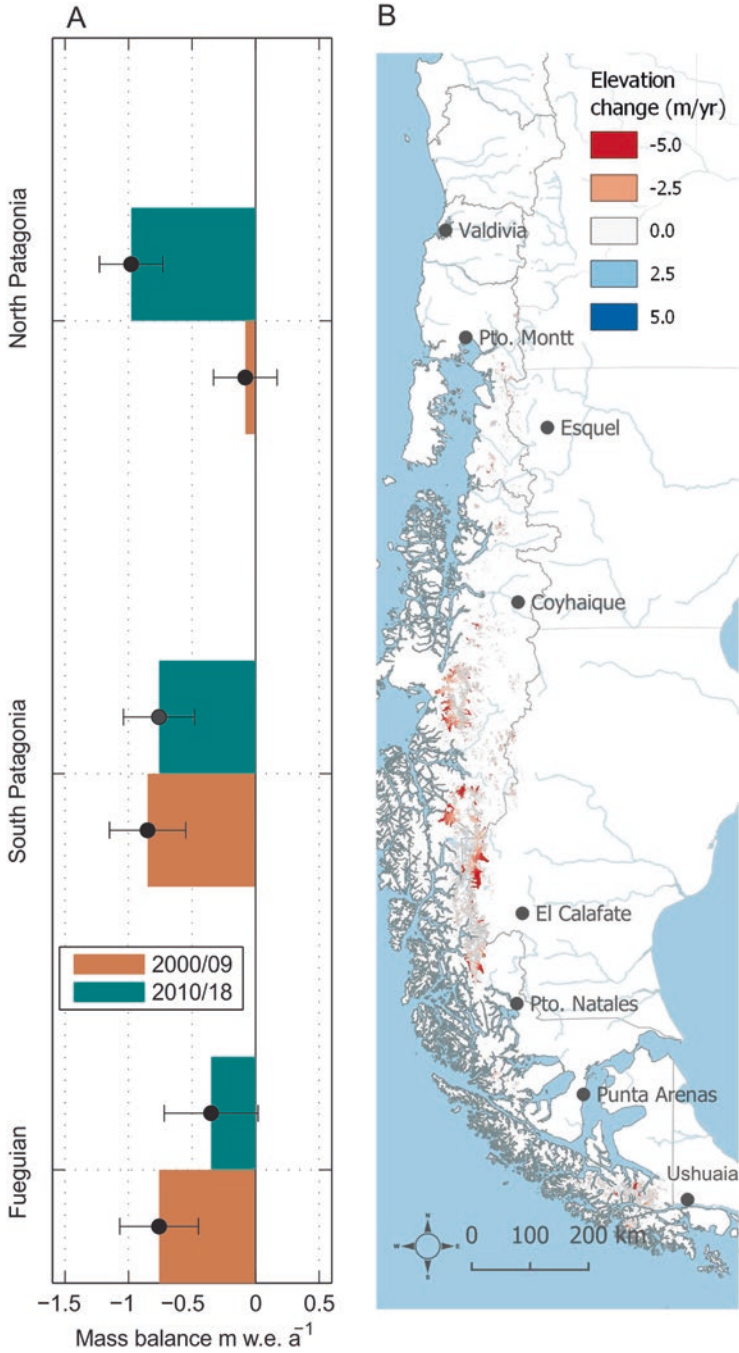 A
North Patagonia
South Patagonia
2000/09
2010/18
Fueguian
−1.5 −1 −0.5 0 0.5
Mass balance m w.e. a⁻¹
B
Elevation
change (m/yr)
-5.0
-2.5
0.0
2.5
5.0
Valdivia
Pto. Montt
Esquel
Coyhaique
El Calafate
Pto. Natales
Punta Arenas
Ushuaia
N
W E
S
0 100 200 km